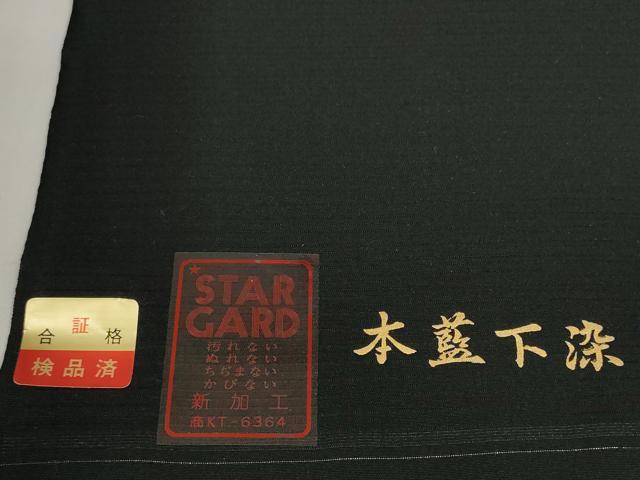 合 証 格
検品済
STAR
GARD
汚れない
ぬれない
ちぢまない
かびない
新加工
商KT-6364
本藍下染